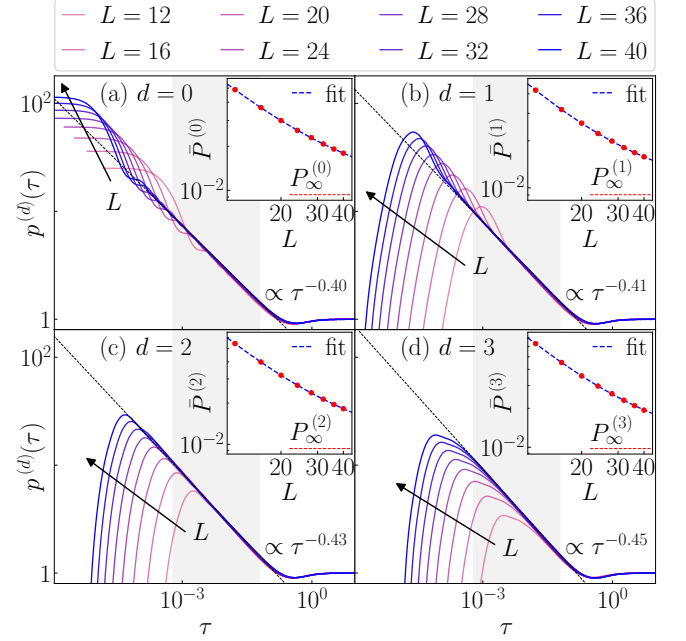 L = 12 L = 20 L = 28 L = 36
L = 16 L = 24 L = 32 L = 40
(a) d = 0
10^2
p^(d)(τ)
1
L
∝ τ^−0.40
fit
P̄^(0)
10^−2
P_∞^(0)
20 30 40
L
(b) d = 1
L
∝ τ^−0.41
fit
P̄^(1)
10^−2
P_∞^(1)
20 30 40
L
(c) d = 2
10^2
p^(d)(τ)
1
L
∝ τ^−0.43
fit
P̄^(2)
10^−2
P_∞^(2)
20 30 40
L
10^−3 10^0
τ
(d) d = 3
L
∝ τ^−0.45
fit
P̄^(3)
10^−2
P_∞^(3)
20 30 40
L
10^−3 10^0
τ